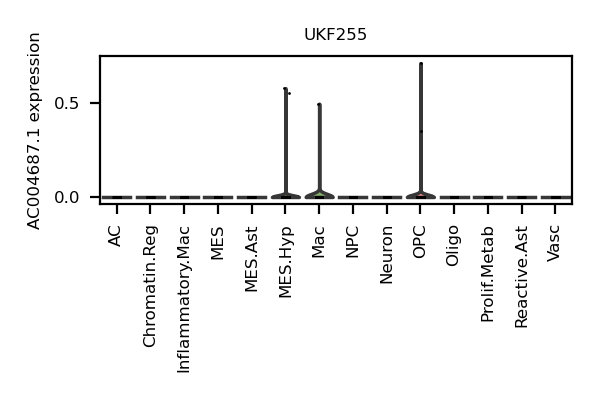 UKF255
AC004687.1 expression
0.5
0.0
AC
Chromatin.Reg
Inflammatory.Mac
MES
MES.Ast
MES.Hyp
Mac
NPC
Neuron
OPC
Oligo
Prolif.Metab
Reactive.Ast
Vasc